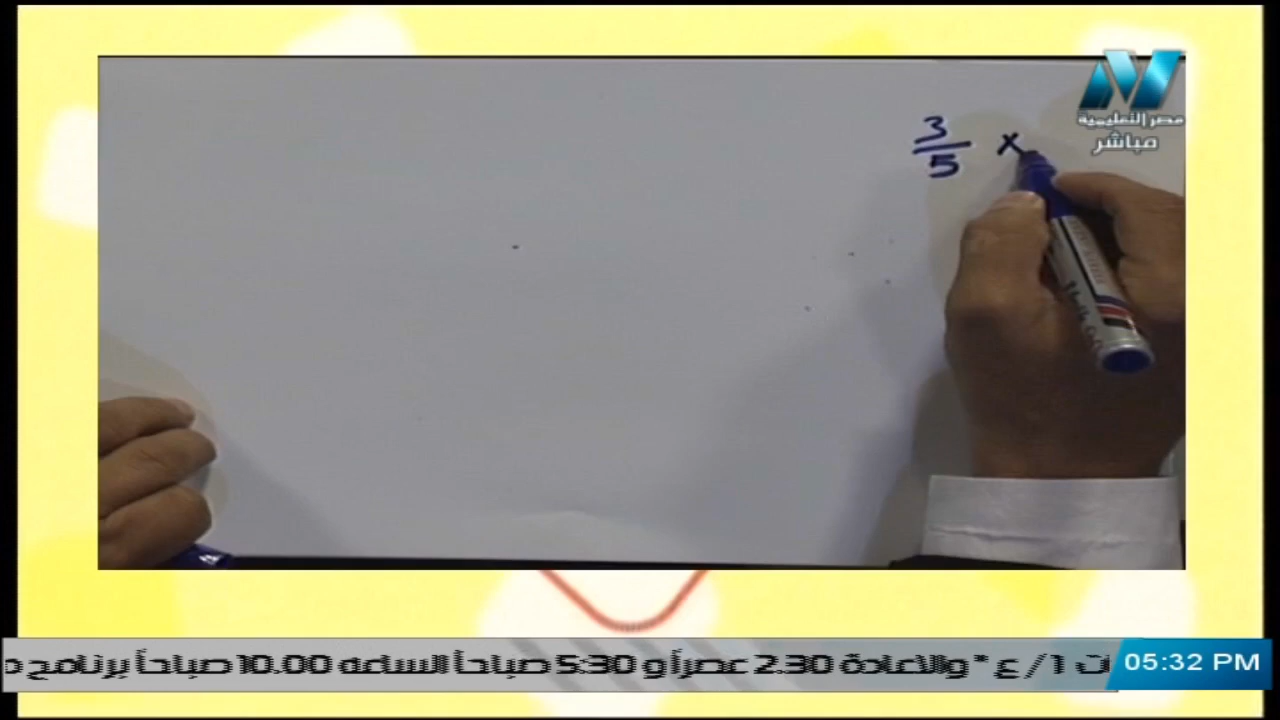 مصر التعليمية
مباشر
3
5
×
ات 1/ ع " والاعادة 2.30 عصراً و 5:30 صباحاً الساعه 10.00 صباحاً برنامج
05:32 PM